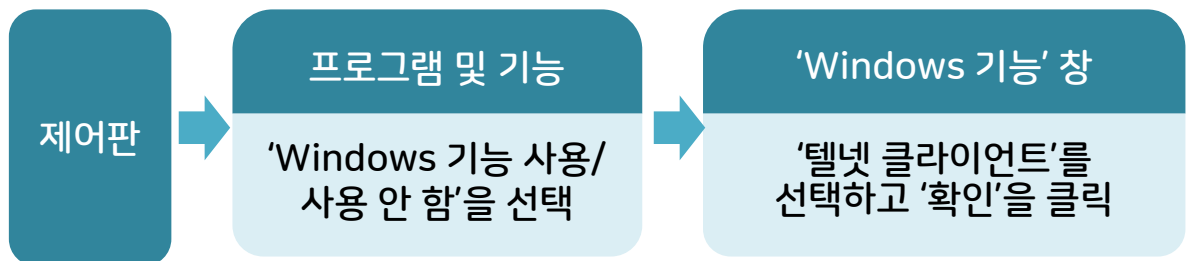 제어판
프로그램 및 기능
‘Windows 기능 사용/
사용 안 함’을 선택
‘Windows 기능’ 창
‘텔넷 클라이언트’를
선택하고 ‘확인’을 클릭